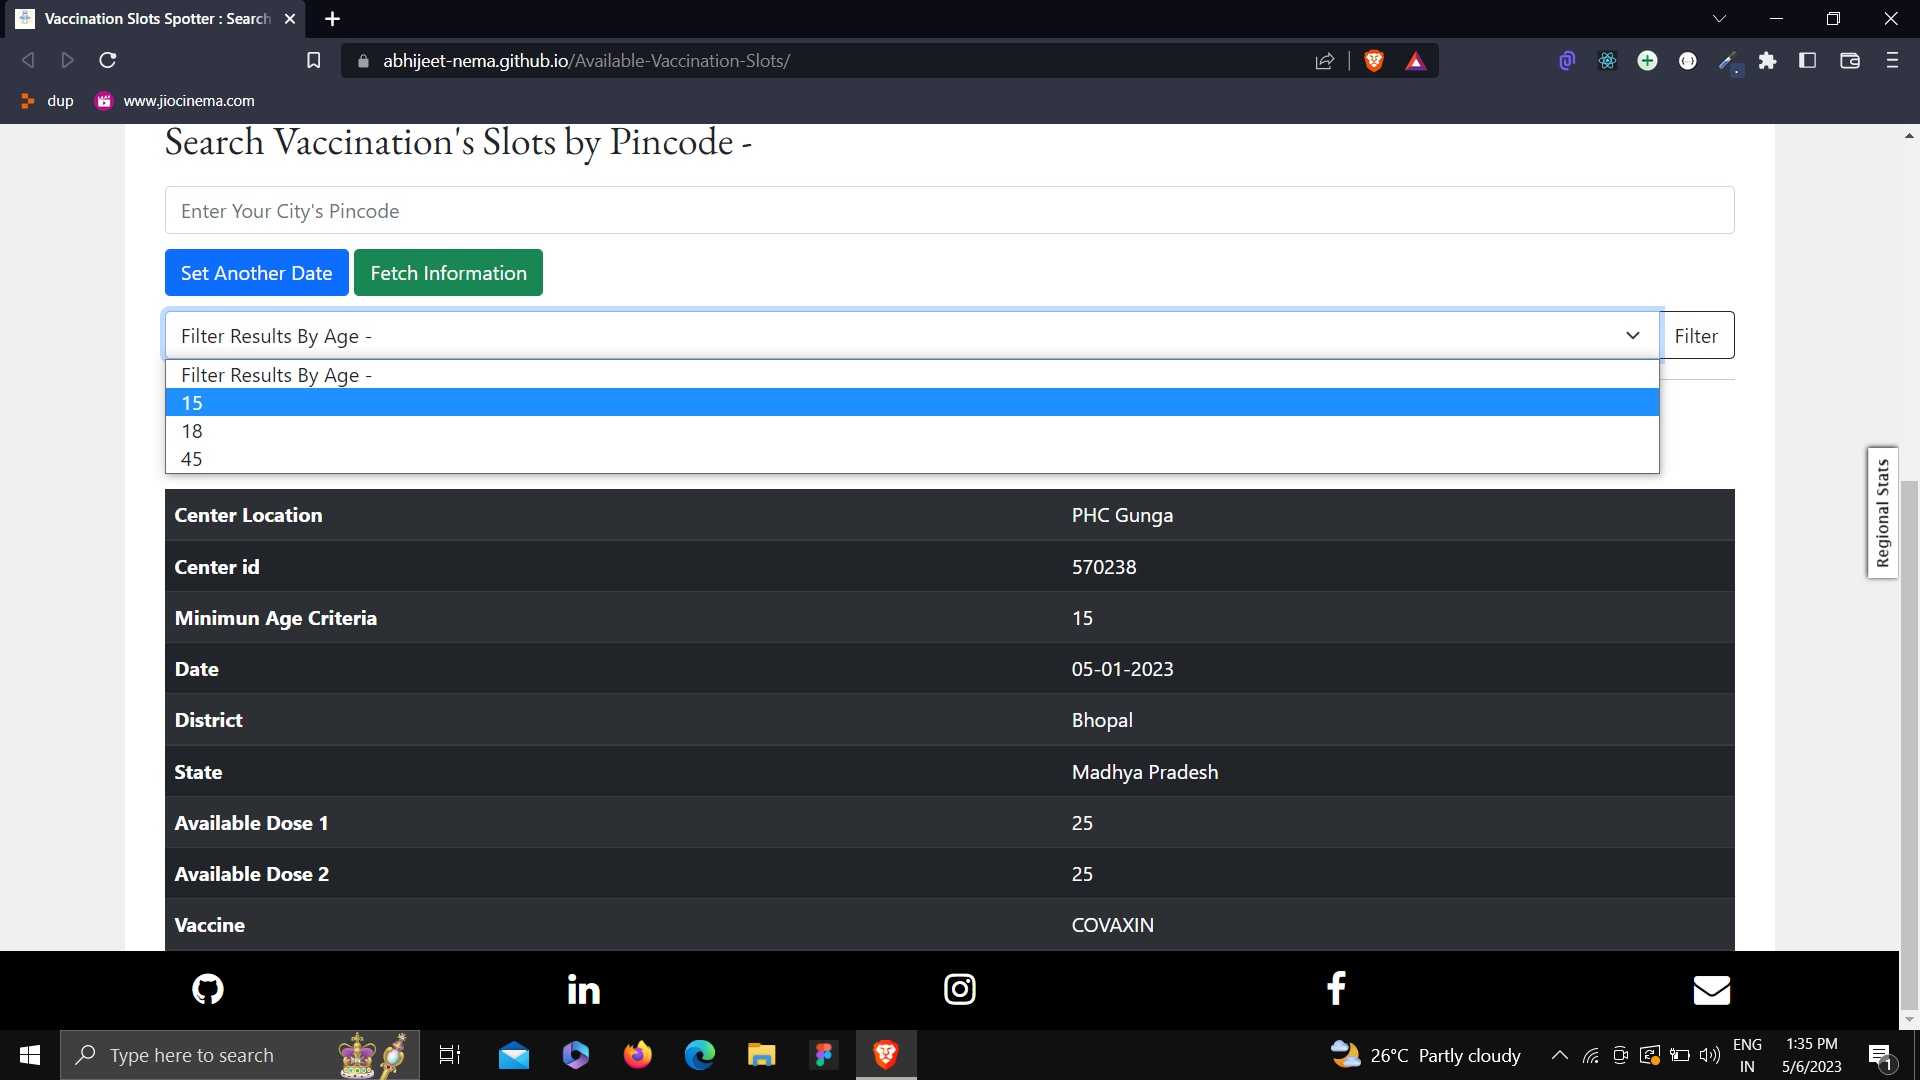 Vaccination Slots Spotter : Search
abhijeet-nema.github.io/Available-Vaccination-Slots/
dup
www.jiocinema.com
Search Vaccination's Slots by Pincode -
Enter Your City's Pincode
Set Another Date
Fetch Information
Filter Results By Age -
Filter
Filter Results By Age -
15
18
45
Regional Stats
Center Location PHC Gunga
Center id 570238
Minimun Age Criteria 15
Date 05-01-2023
District Bhopal
State Madhya Pradesh
Available Dose 1 25
Available Dose 2 25
Vaccine COVAXIN
Type here to search
26°C Partly cloudy
ENG
IN
1:35 PM
5/6/2023
1